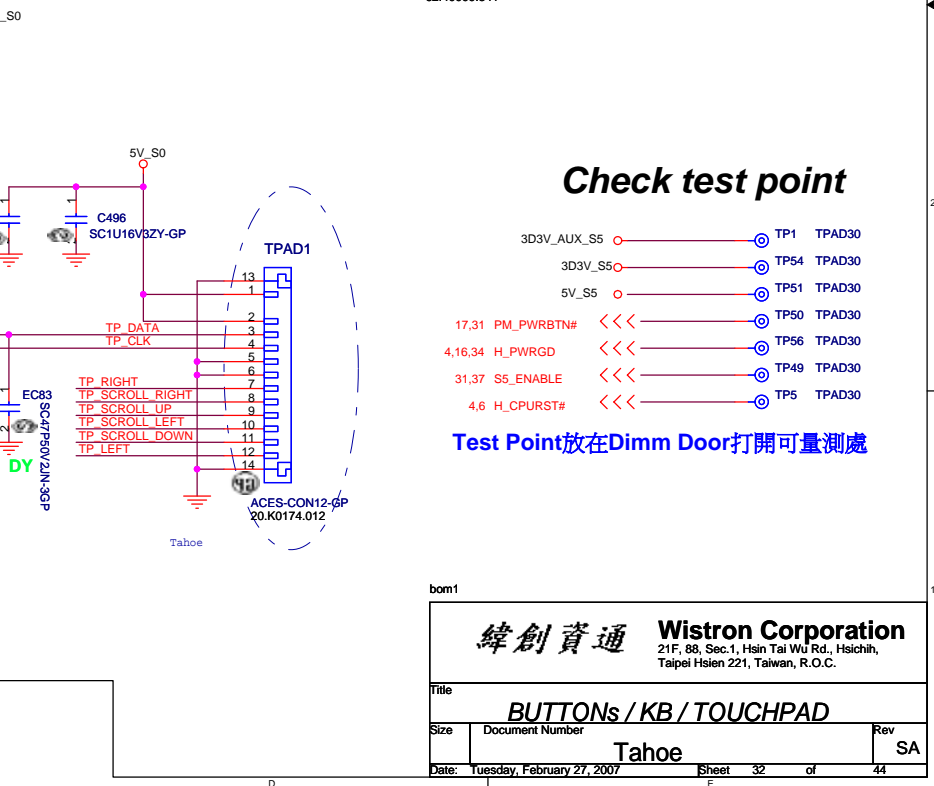 _S0
5V_S0
C496
SC1U16V3ZY-GP
TPAD1
13
1
2
TP_DATA 3
TP_CLK 4
5
6
TP_RIGHT 7
TP_SCROLL_RIGHT 8
TP_SCROLL_UP 9
TP_SCROLL_LEFT 10
TP_SCROLL_DOWN 11
TP_LEFT 12
14
EC83
SC47P50V2JN-3GP
DY
ACES-CON12-GP
20.K0174.012
Tahoe
Check test point
3D3V_AUX_S5 TP1 TPAD30
3D3V_S5 TP54 TPAD30
5V_S5 TP51 TPAD30
17,31 PM_PWRBTN# TP50 TPAD30
4,16,34 H_PWRGD TP56 TPAD30
31,37 S5_ENABLE TP49 TPAD30
4,6 H_CPURST# TP5 TPAD30
Test Point放在Dimm Door打開可量測處
bom1
緯創資通
Wistron Corporation
21F, 88, Sec.1, Hsin Tai Wu Rd., Hsichih,
Taipei Hsien 221, Taiwan, R.O.C.
Title
BUTTONs / KB / TOUCHPAD
Size Document Number Rev
Tahoe SA
Date: Tuesday, February 27, 2007 Sheet 32 of 44